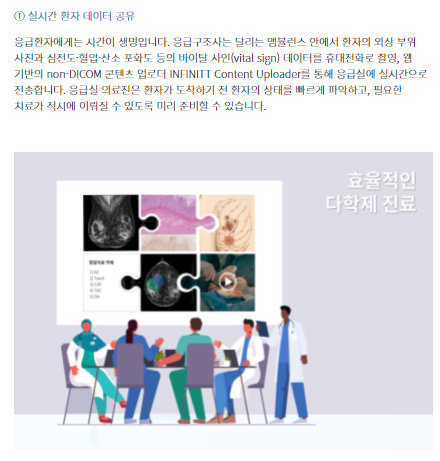 ① 실시간 환자 데이터 공유
응급환자에게는 시간이 생명입니다. 응급구조사는 달리는 앰뷸런스 안에서 환자의 외상 부위
사진과 심전도·혈압·산소 포화도 등의 바이탈 사인(vital sign) 데이터를 휴대전화로 촬영, 웹
기반의 non-DICOM 콘텐츠 업로더 INFINITT Content Uploader를 통해 응급실에 실시간으로
전송합니다. 응급실 의료진은 환자가 도착하기 전 환자의 상태를 빠르게 파악하고, 필요한
치료가 적시에 이뤄질 수 있도록 미리 준비할 수 있습니다.
효율적인
다학제 진료
항암치료 약제
1) AC